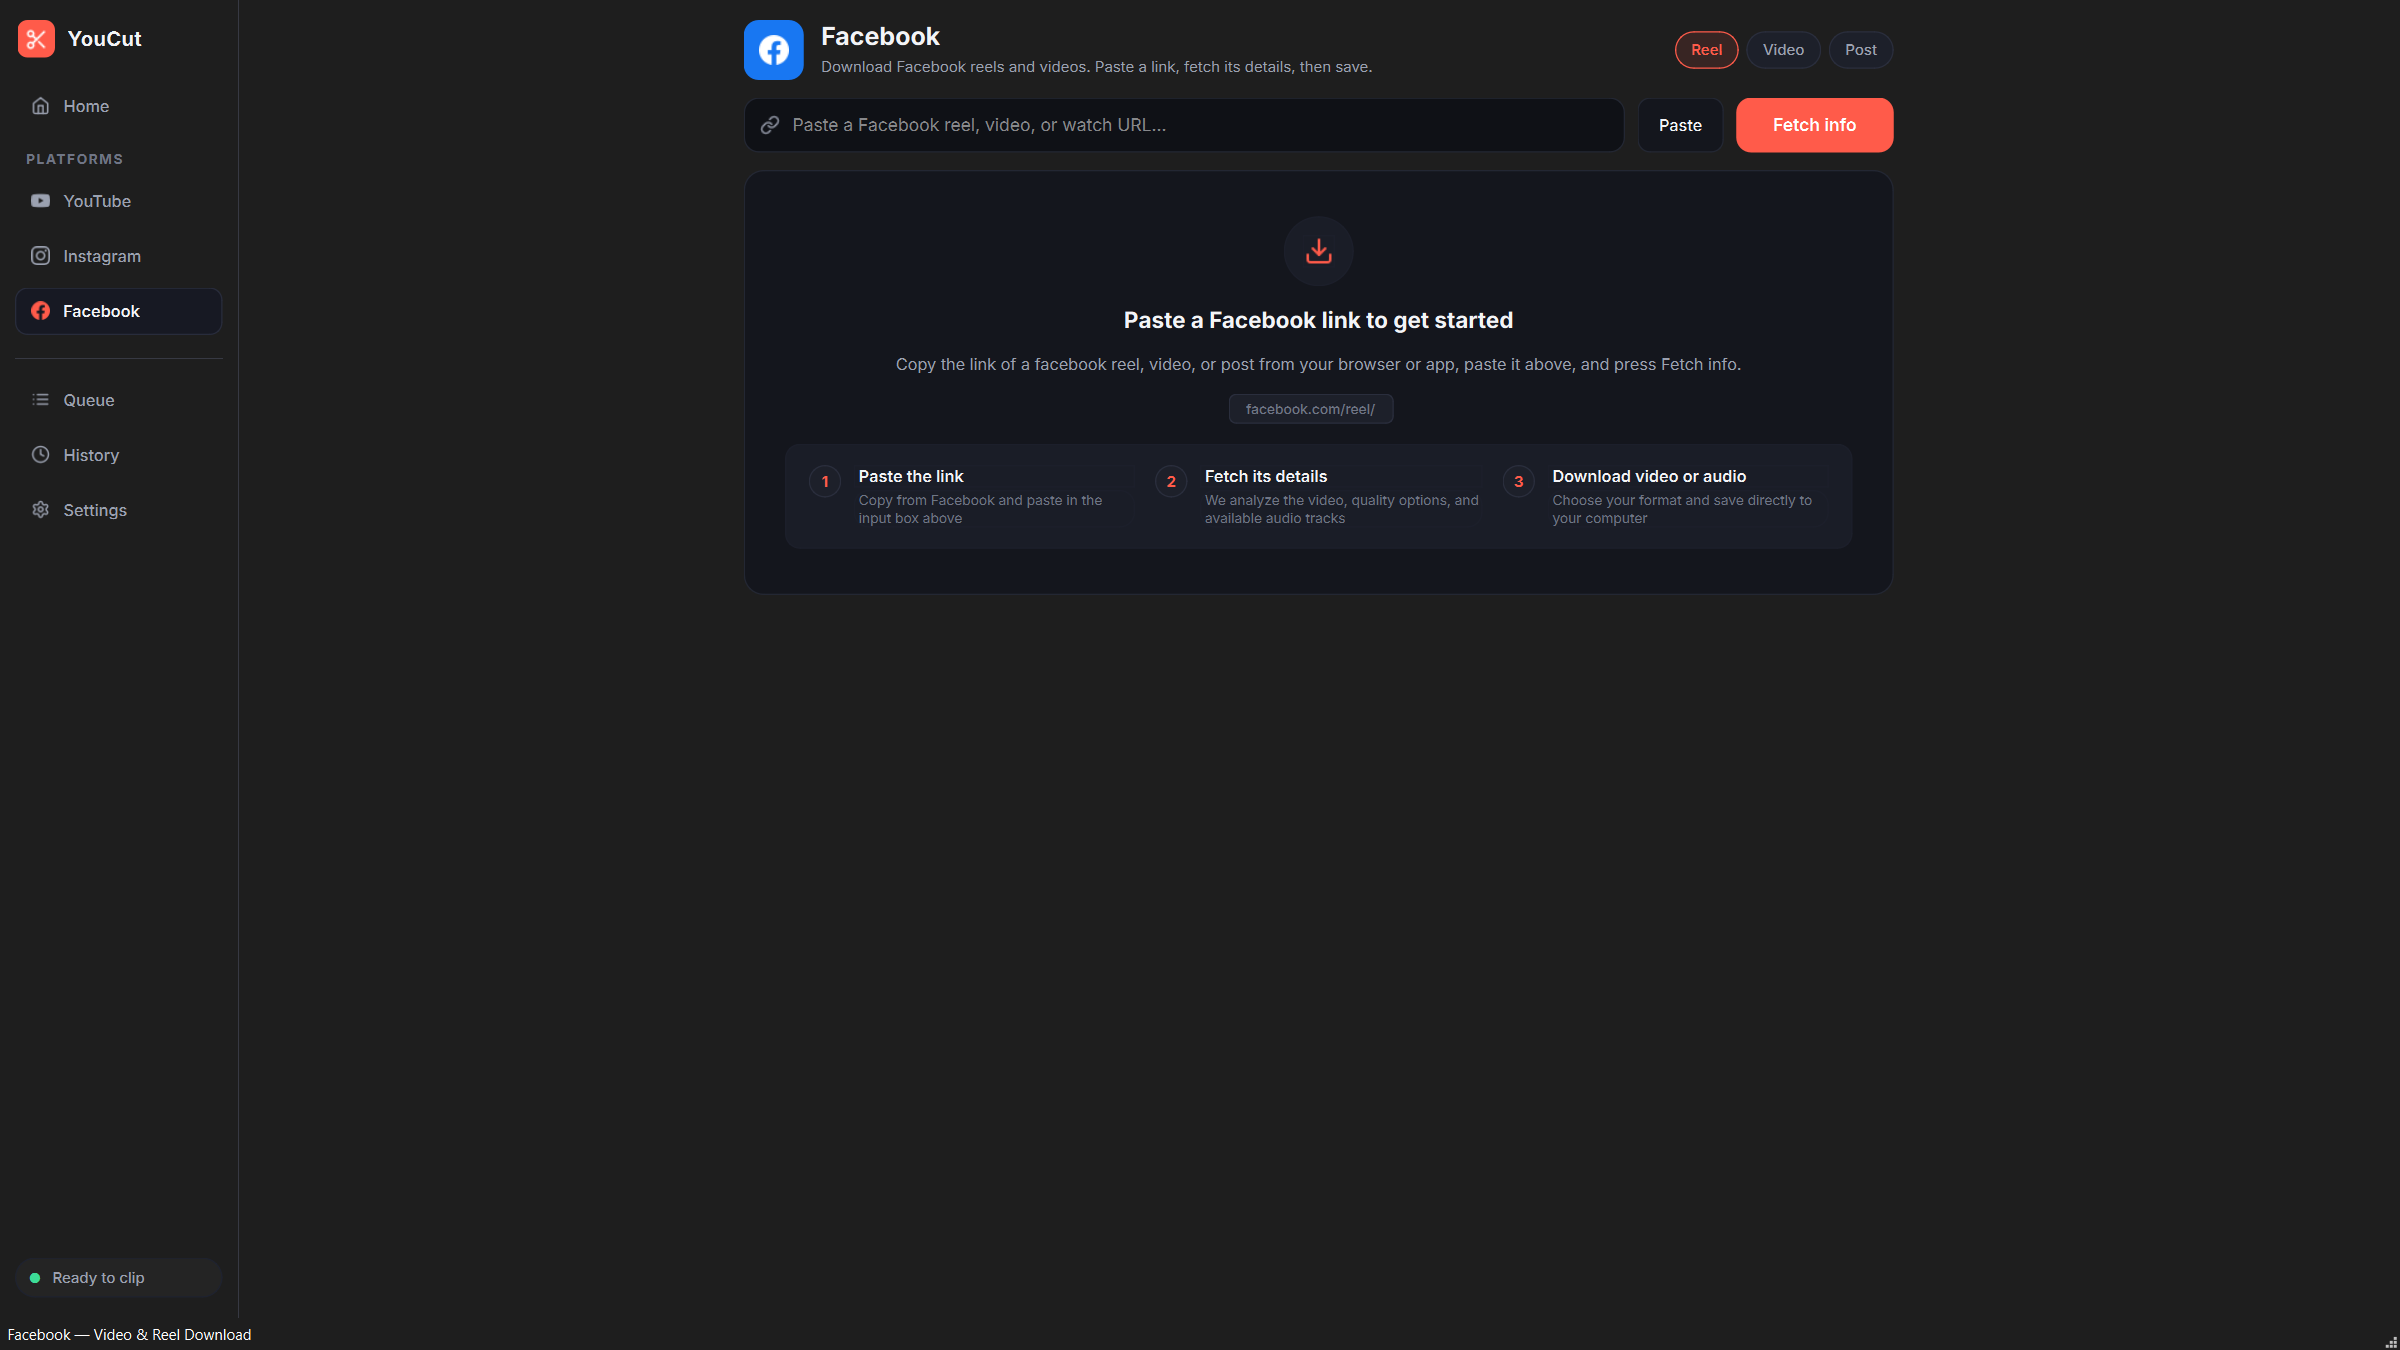 YouCut
Home
PLATFORMS
YouTube
Instagram
Facebook
Queue
History
Settings
Ready to clip
Facebook
Download Facebook reels and videos. Paste a link, fetch its details, then save.
Reel
Video
Post
Paste a Facebook reel, video, or watch URL...
Paste
Fetch info
Paste a Facebook link to get started
Copy the link of a facebook reel, video, or post from your browser or app, paste it above, and press Fetch info.
facebook.com/reel/
1
Paste the link
Copy from Facebook and paste in the
input box above
2
Fetch its details
We analyze the video, quality options, and
available audio tracks
3
Download video or audio
Choose your format and save directly to
your computer
Facebook — Video & Reel Download